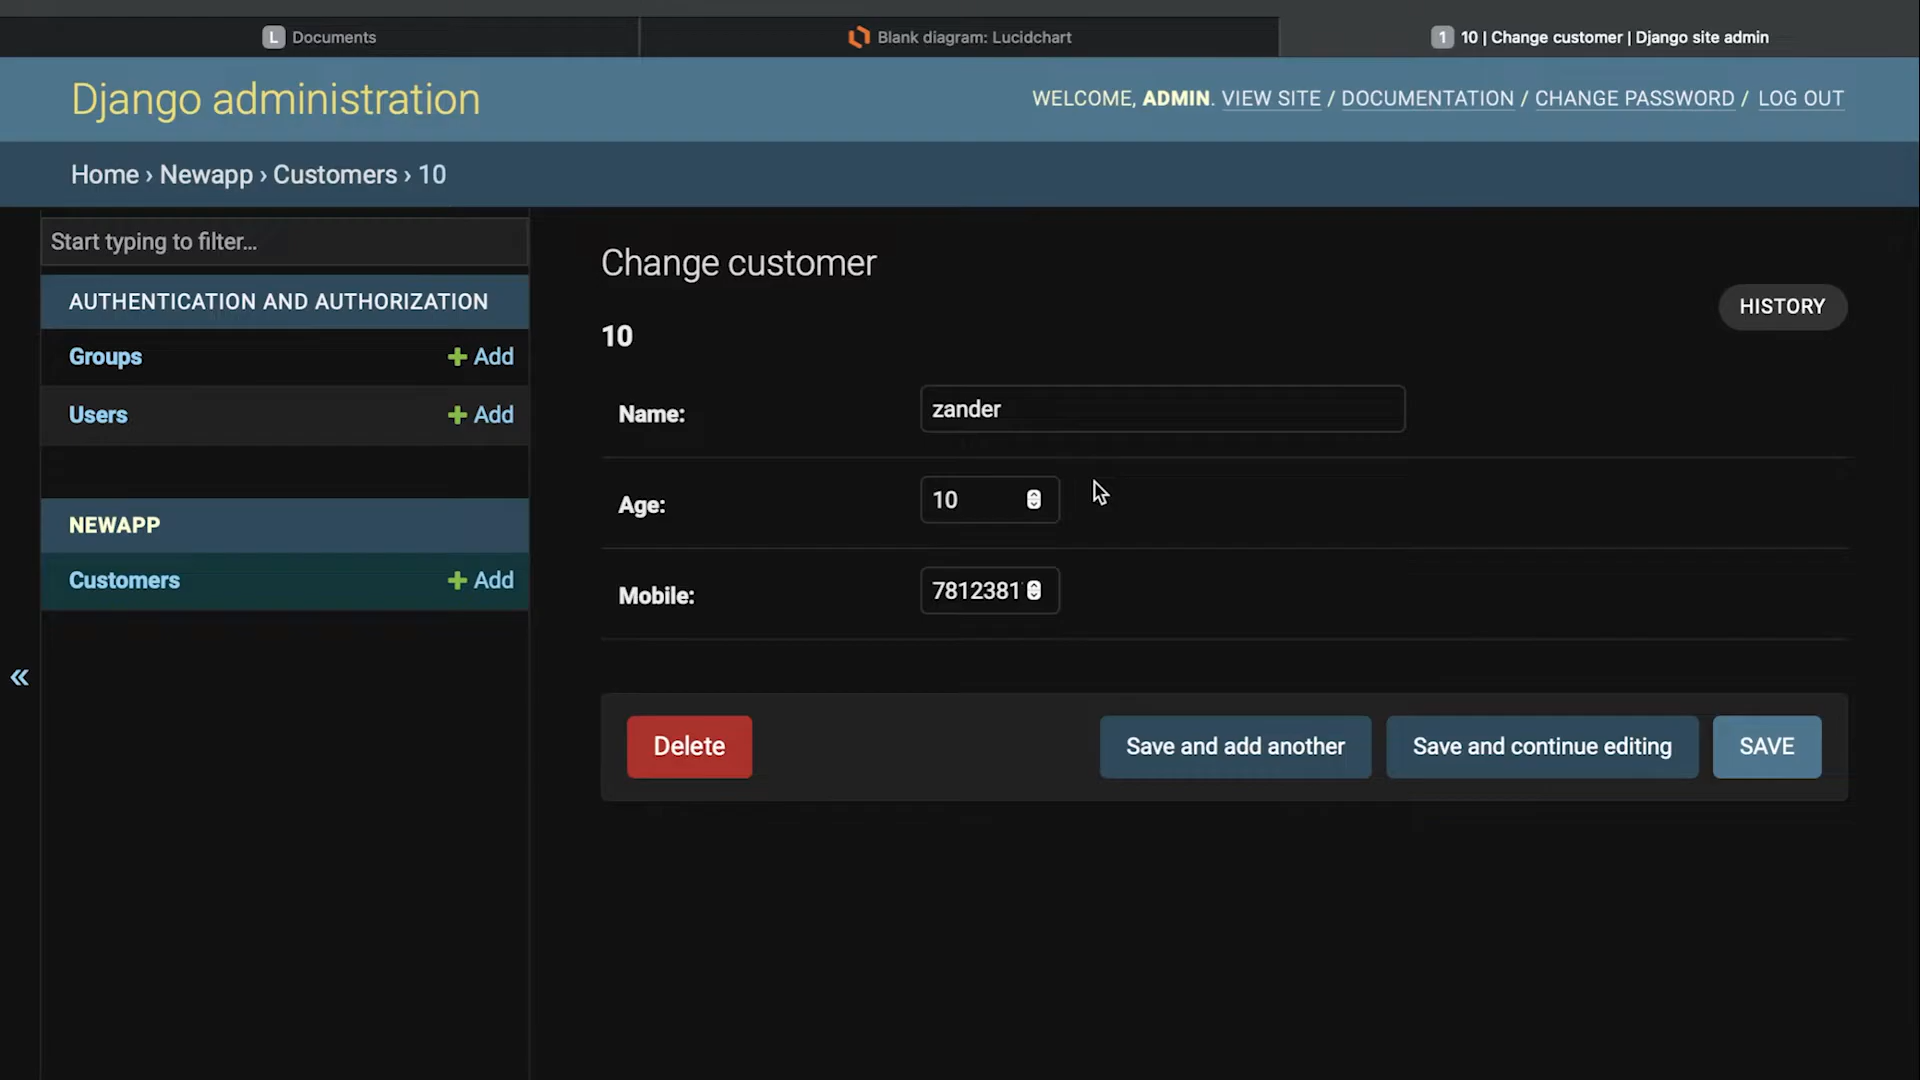 L Documents
Blank diagram: Lucidchart
1 10 | Change customer | Django site admin
Django administration
WELCOME, ADMIN. VIEW SITE / DOCUMENTATION / CHANGE PASSWORD / LOG OUT
Home › Newapp › Customers › 10
Start typing to filter...
AUTHENTICATION AND AUTHORIZATION
Groups + Add
Users + Add
NEWAPP
Customers + Add
«
Change customer
HISTORY
10
Name: zander
Age: 10
Mobile: 7812381
Delete
Save and add another
Save and continue editing
SAVE